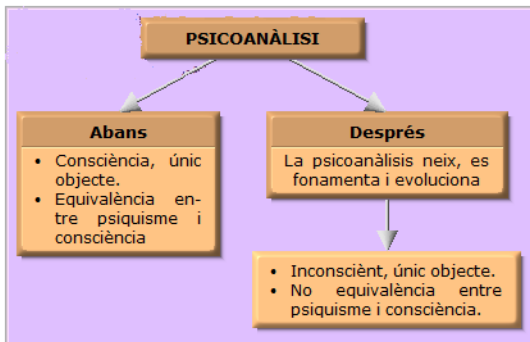 PSICOANÀLISI
Abans
• Consciència, únic
objecte.
• Equivalència en-
tre psiquisme i
consciència
Després
La psicoanàlisis neix, es
fonamenta i evoluciona
• Inconscient, únic objecte.
• No equivalència entre
psiquisme i consciència.